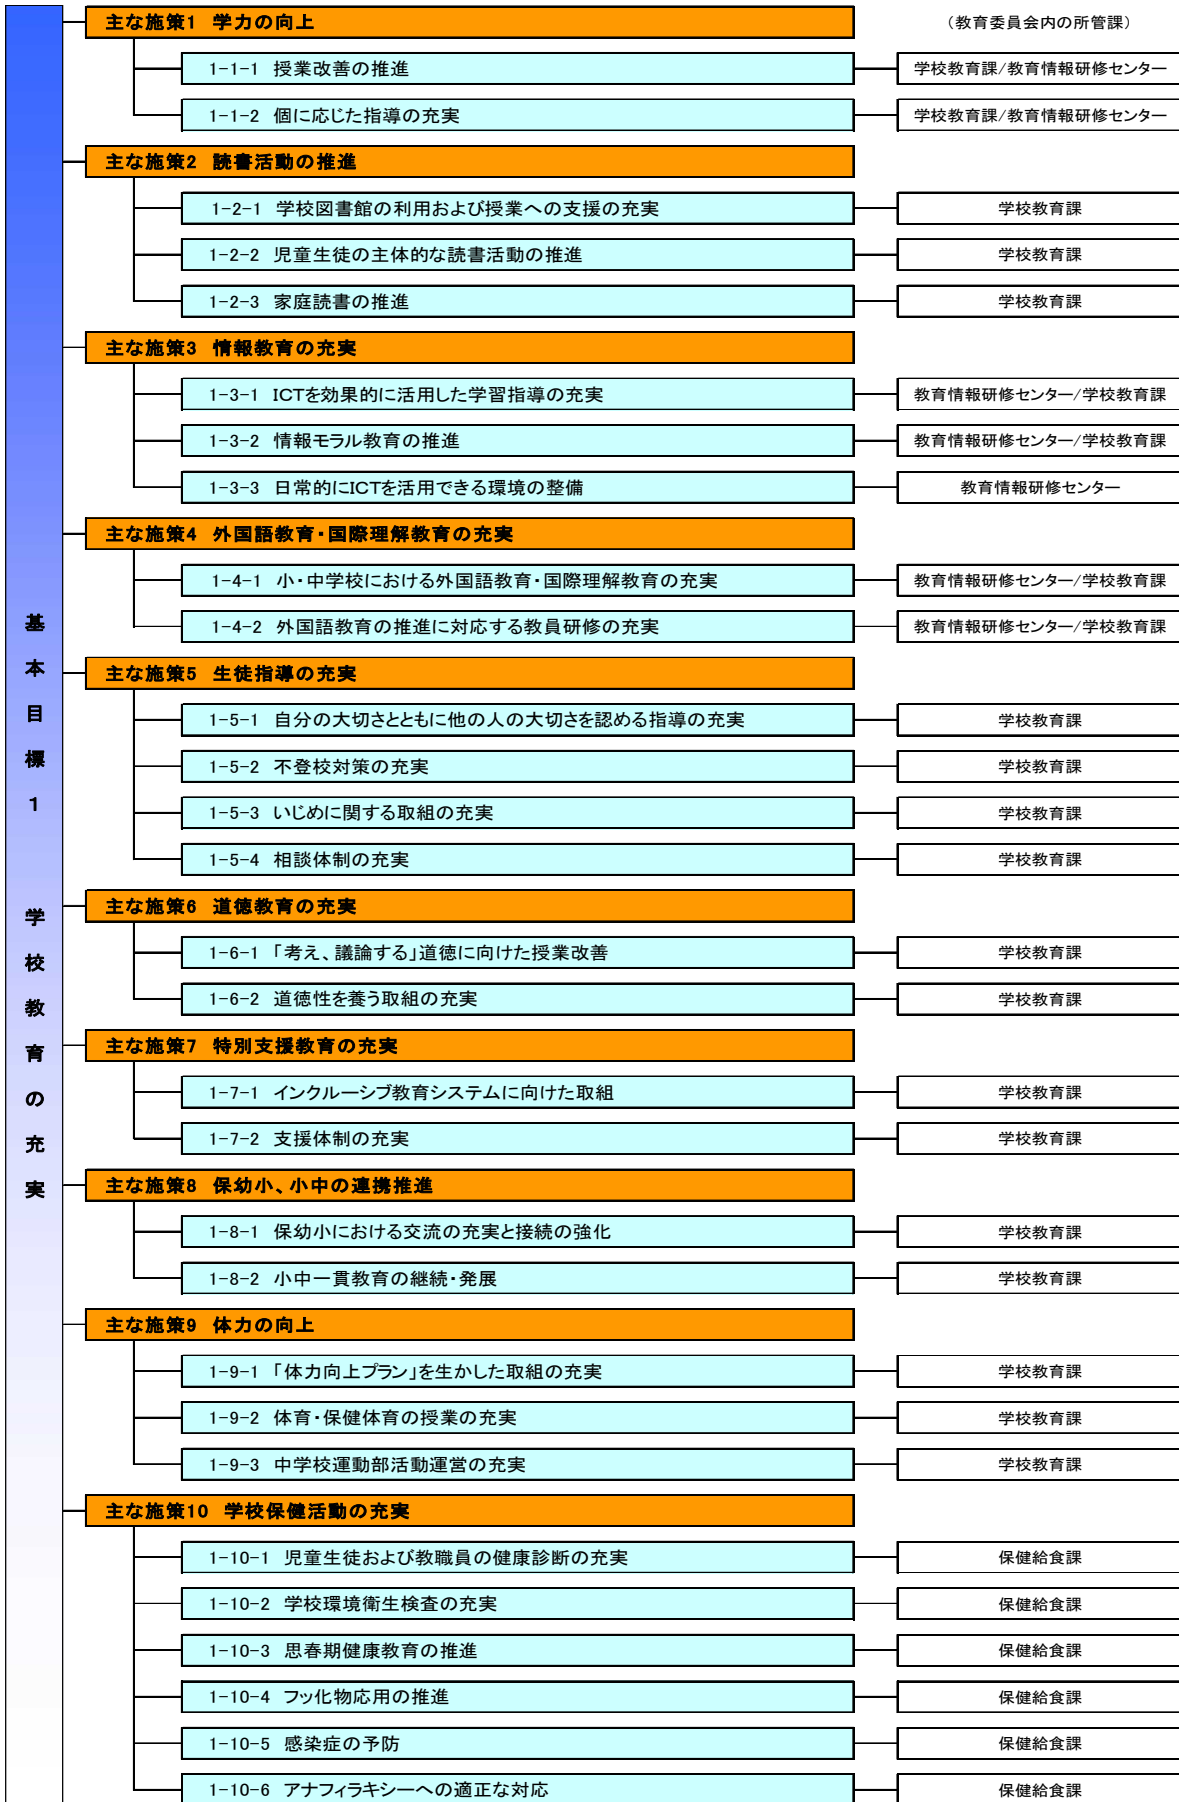 基本目標1 学校教育の充実
主な施策1 学力の向上
（教育委員会内の所管課）
1-1-1 授業改善の推進
学校教育課/教育情報研修センター
1-1-2 個に応じた指導の充実
学校教育課/教育情報研修センター
主な施策2 読書活動の推進
1-2-1 学校図書館の利用および授業への支援の充実
学校教育課
1-2-2 児童生徒の主体的な読書活動の推進
学校教育課
1-2-3 家庭読書の推進
学校教育課
主な施策3 情報教育の充実
1-3-1 ICTを効果的に活用した学習指導の充実
教育情報研修センター/学校教育課
1-3-2 情報モラル教育の推進
教育情報研修センター/学校教育課
1-3-3 日常的にICTを活用できる環境の整備
教育情報研修センター
主な施策4 外国語教育・国際理解教育の充実
1-4-1 小・中学校における外国語教育・国際理解教育の充実
教育情報研修センター/学校教育課
1-4-2 外国語教育の推進に対応する教員研修の充実
教育情報研修センター/学校教育課
主な施策5 生徒指導の充実
1-5-1 自分の大切さとともに他の人の大切さを認める指導の充実
学校教育課
1-5-2 不登校対策の充実
学校教育課
1-5-3 いじめに関する取組の充実
学校教育課
1-5-4 相談体制の充実
学校教育課
主な施策6 道徳教育の充実
1-6-1 「考え、議論する」道徳に向けた授業改善
学校教育課
1-6-2 道徳性を養う取組の充実
学校教育課
主な施策7 特別支援教育の充実
1-7-1 インクルーシブ教育システムに向けた取組
学校教育課
1-7-2 支援体制の充実
学校教育課
主な施策8 保幼小、小中の連携推進
1-8-1 保幼小における交流の充実と接続の強化
学校教育課
1-8-2 小中一貫教育の継続・発展
学校教育課
主な施策9 体力の向上
1-9-1 「体力向上プラン」を生かした取組の充実
学校教育課
1-9-2 体育・保健体育の授業の充実
学校教育課
1-9-3 中学校運動部活動運営の充実
学校教育課
主な施策10 学校保健活動の充実
1-10-1 児童生徒および教職員の健康診断の充実
保健給食課
1-10-2 学校環境衛生検査の充実
保健給食課
1-10-3 思春期健康教育の推進
保健給食課
1-10-4 フッ化物応用の推進
保健給食課
1-10-5 感染症の予防
保健給食課
1-10-6 アナフィラキシーへの適正な対応
保健給食課